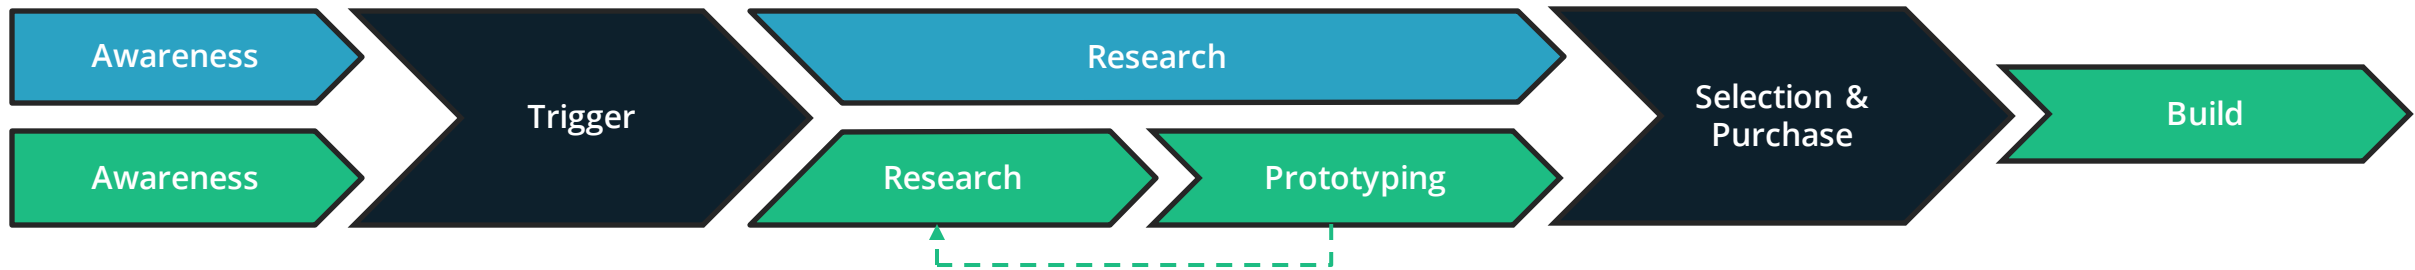 Awareness
Awareness
Trigger
Research
Research
Prototyping
Selection &
Purchase
Build